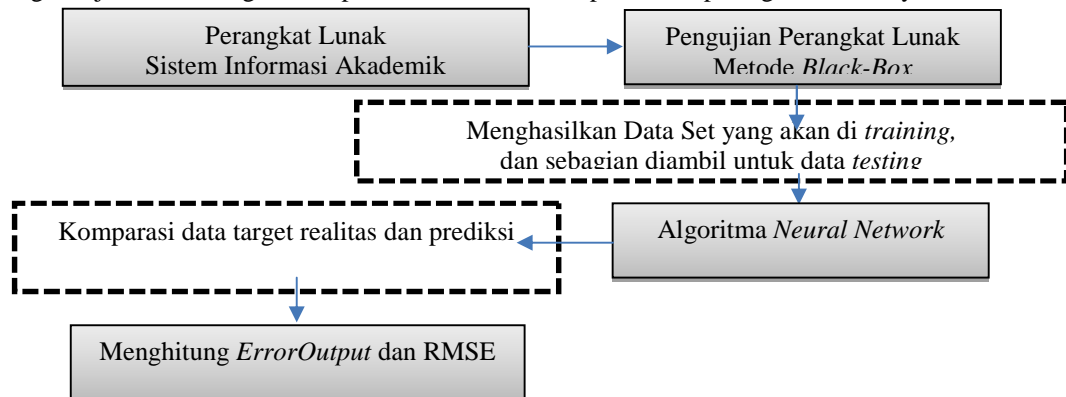 Perangkat Lunak
Sistem Informasi Akademik
Pengujian Perangkat Lunak
Metode Black-Box
Menghasilkan Data Set yang akan di training,
dan sebagian diambil untuk data testing
Algoritma Neural Network
Komparasi data target realitas dan prediksi
Menghitung ErrorOutput dan RMSE